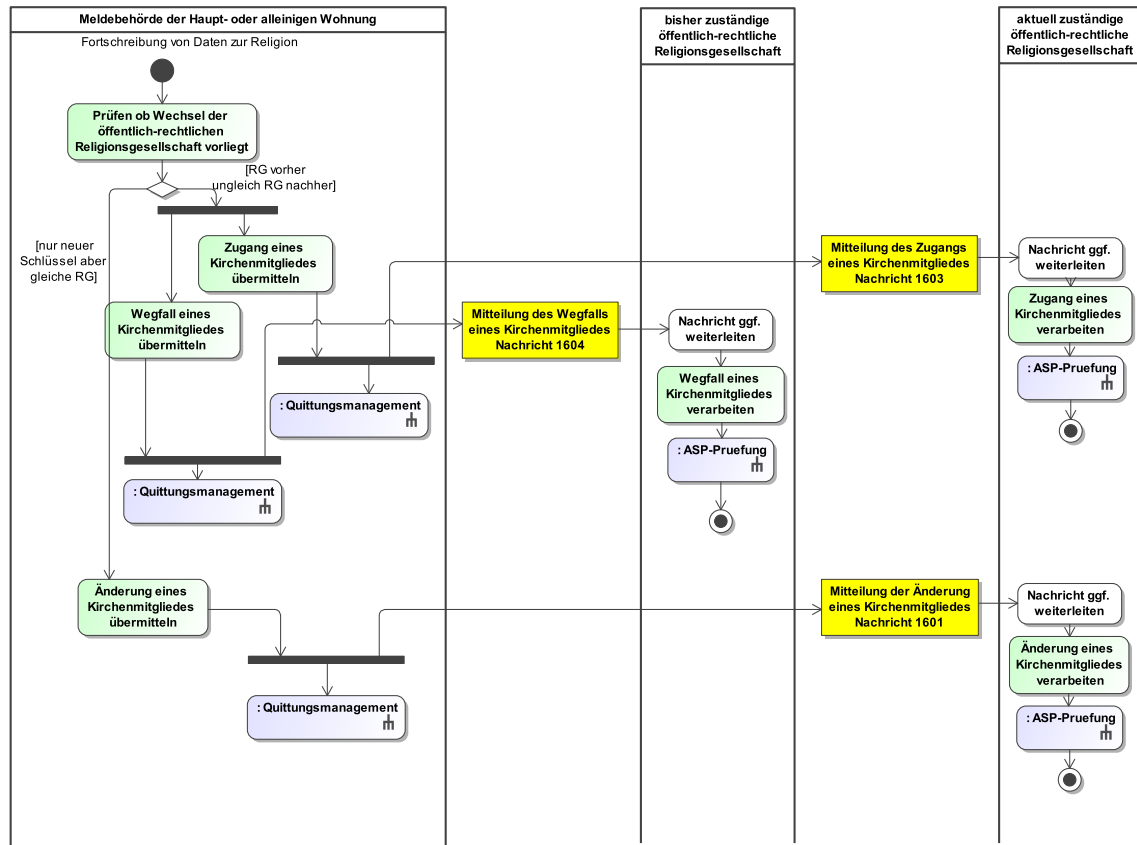 Meldebehörde der Haupt- oder alleinigen Wohnung
bisher zuständige
öffentlich-rechtliche
Religionsgesellschaft
aktuell zuständige
öffentlich-rechtliche
Religionsgesellschaft
Fortschreibung von Daten zur Religion
Prüfen ob Wechsel der
öffentlich-rechtlichen
Religionsgesellschaft vorliegt
[RG vorher
ungleich RG nachher]
[nur neuer
Schlüssel aber
gleiche RG]
Zugang eines
Kirchenmitgliedes
übermitteln
Mitteilung des Zugangs
eines Kirchenmitgliedes
Nachricht 1603
Nachricht ggf.
weiterleiten
Zugang eines
Kirchenmitgliedes
verarbeiten
: ASP-Pruefung
Wegfall eines
Kirchenmitgliedes
übermitteln
Mitteilung des Wegfalls
eines Kirchenmitgliedes
Nachricht 1604
Nachricht ggf.
weiterleiten
Wegfall eines
Kirchenmitgliedes
verarbeiten
: ASP-Pruefung
: Quittungsmanagement
: Quittungsmanagement
Änderung eines
Kirchenmitgliedes
übermitteln
Mitteilung der Änderung
eines Kirchenmitgliedes
Nachricht 1601
Nachricht ggf.
weiterleiten
Änderung eines
Kirchenmitgliedes
verarbeiten
: ASP-Pruefung
: Quittungsmanagement